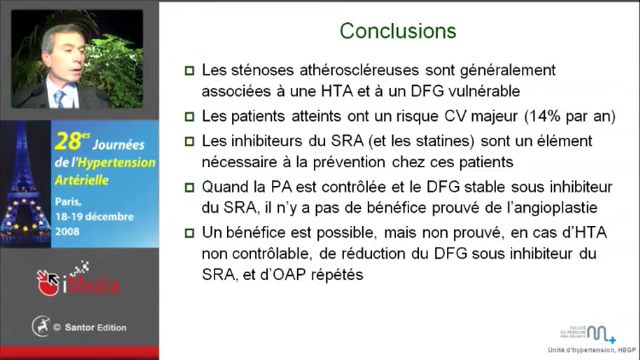 Conclusions
Les sténoses athéroscléreuses sont généralement
associées à une HTA et à un DFG vulnérable
Les patients atteints ont un risque CV majeur (14% par an)
Les inhibiteurs du SRA (et les statines) sont un élément
nécessaire à la prévention chez ces patients
Quand la PA est contrôlée et le DFG stable sous inhibiteur
du SRA, il n'y a pas de bénéfice prouvé de l'angioplastie
Un bénéfice est possible, mais non prouvé, en cas d'HTA
non contrôlable, de réduction du DFG sous inhibiteur du
SRA, et d'OAP répétés
28es Journées
de l'Hypertension
Artérielle
Paris,
18-19 décembre
2008
iMedia
© Santor Edition
FACULTÉ
DE MÉDECINE
Unité d'hypertension, HEGP